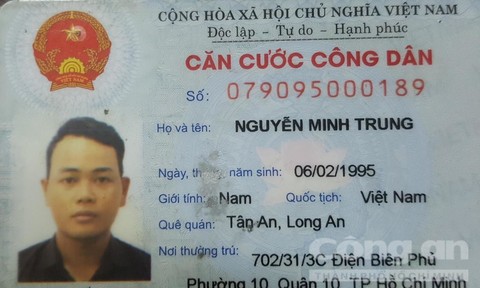 CỘNG HÒA XÃ HỘI CHỦ NGHĨA VIỆT NAM
Độc lập - Tự do - Hạnh phúc
CĂN CƯỚC CÔNG DÂN
Số: 079095000189
Họ và tên: NGUYỄN MINH TRUNG
Ngày, năm sinh: 06/02/1995
Giới tính: Nam Quốc tịch: Việt Nam
Quê quán: Tân An, Long An
Nơi thường trú: 702/31/3C Điện Biên Phủ
Phường 10, Quận 10, TP Hồ Chí Minh
Công an
THÀNH PHỐ HỒ CHÍ MINH